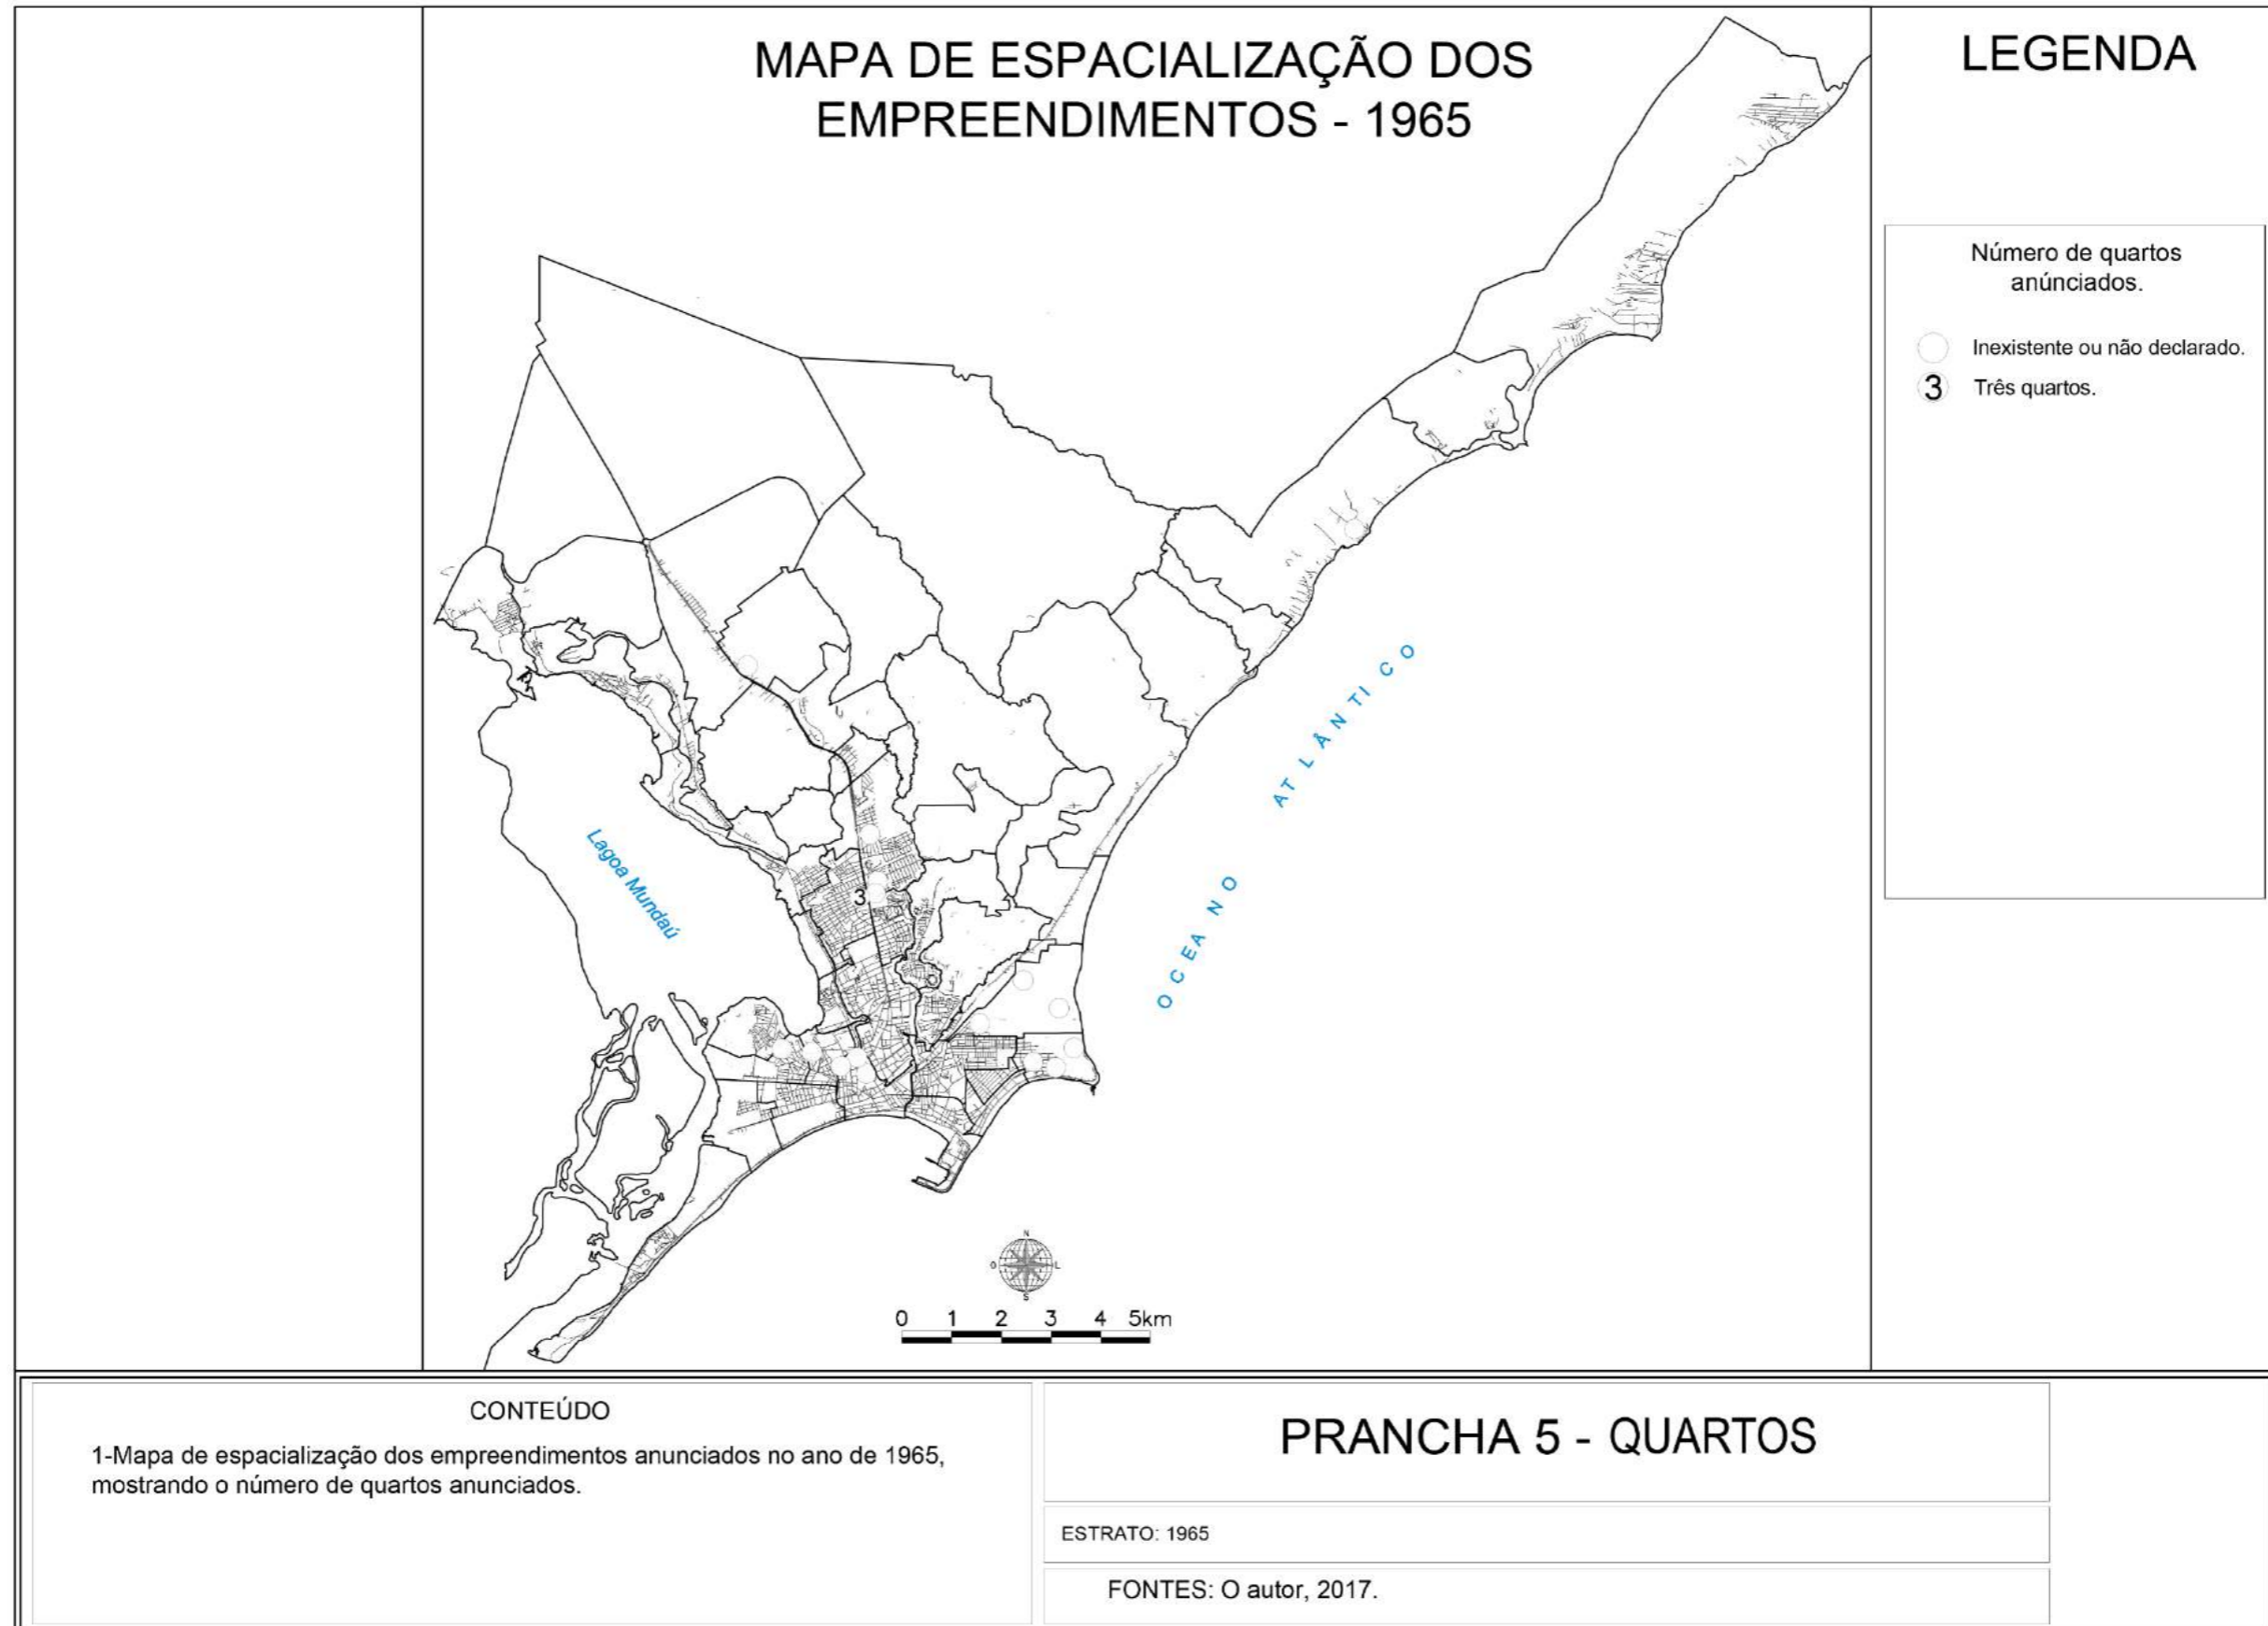 MAPA DE ESPACIALIZAÇÃO DOS
EMPREENDIMENTOS - 1965
LEGENDA
Número de quartos
anúnciados.
Inexistente ou não declarado.
3 Três quartos.
OCEANO ATLÂNTICO
Lagoa Mundaú
3
N
O L
S
0 1 2 3 4 5km
CONTEÚDO
1-Mapa de espacialização dos empreendimentos anunciados no ano de 1965,
mostrando o número de quartos anunciados.
PRANCHA 5 - QUARTOS
ESTRATO: 1965
FONTES: O autor, 2017.